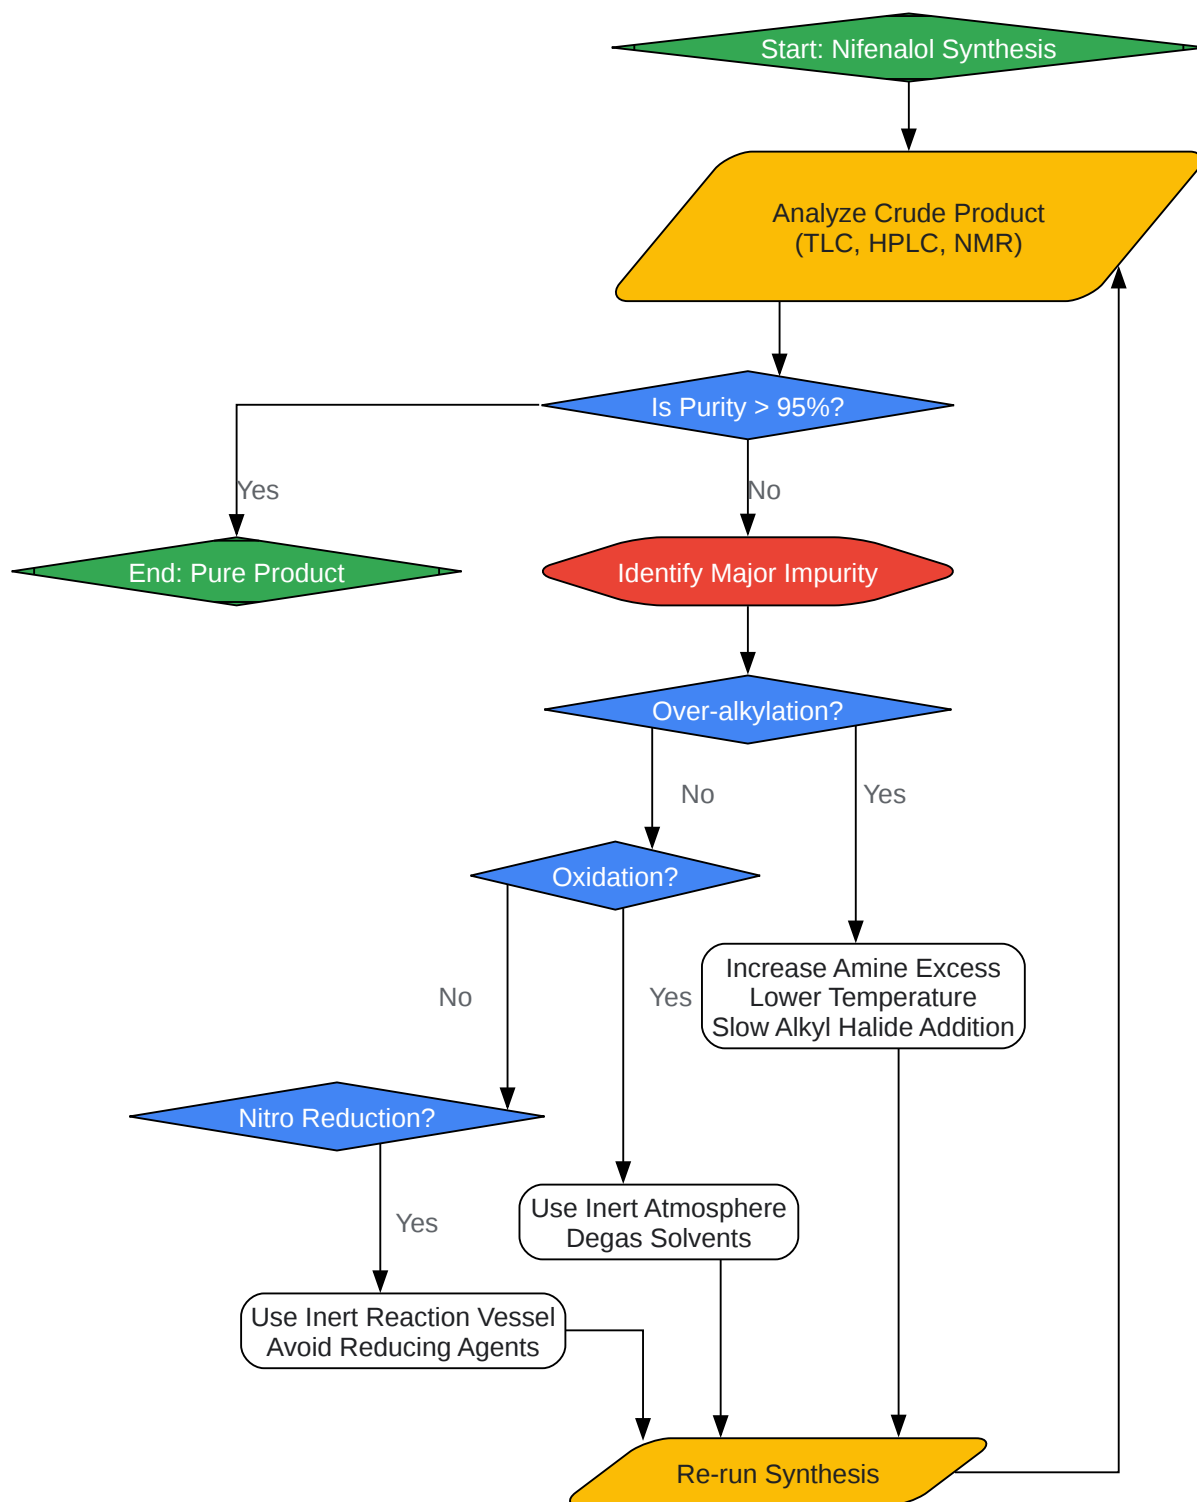 Start: Nifenalol Synthesis
Analyze Crude Product
(TLC, HPLC, NMR)
Is Purity > 95%?
Yes
No
End: Pure Product
Identify Major Impurity
Over-alkylation?
No
Yes
Oxidation?
Increase Amine Excess
Lower Temperature
Slow Alkyl Halide Addition
No
Yes
Nitro Reduction?
Use Inert Atmosphere
Degas Solvents
Yes
Use Inert Reaction Vessel
Avoid Reducing Agents
Re-run Synthesis